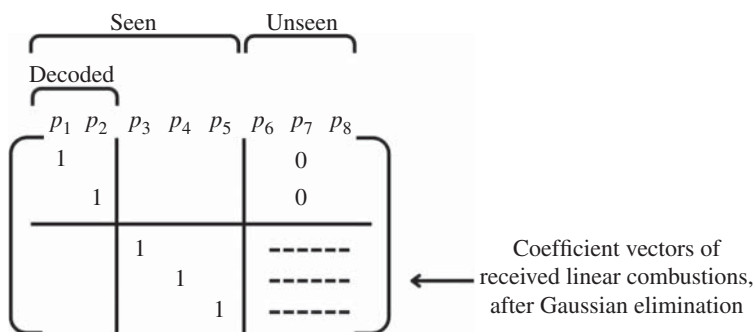 Seen Unseen
Decoded
p1 p2 p3 p4 p5 p6 p7 p8
1 0
1 0
1 ------
1 ------
1 ------
Coefficient vectors of
received linear combustions,
after Gaussian elimination